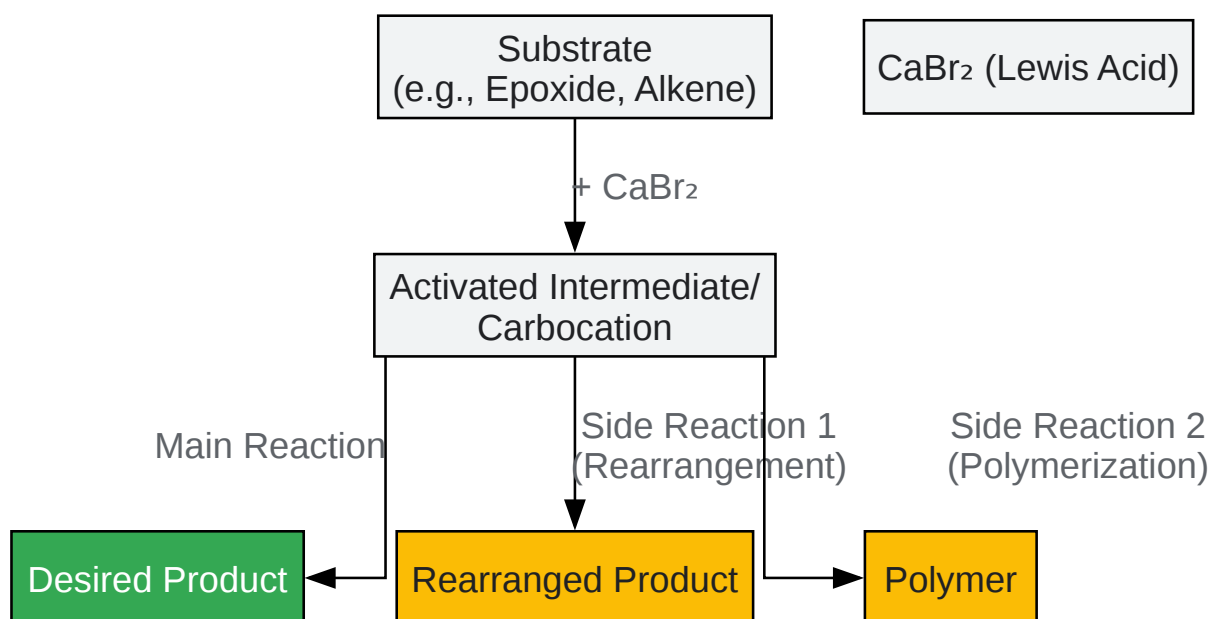 Substrate
(e.g., Epoxide, Alkene)
CaBr₂ (Lewis Acid)
+ CaBr₂
Activated Intermediate/
Carbocation
Main Reaction
Side Reaction 1
(Rearrangement)
Side Reaction 2
(Polymerization)
Desired Product
Rearranged Product
Polymer